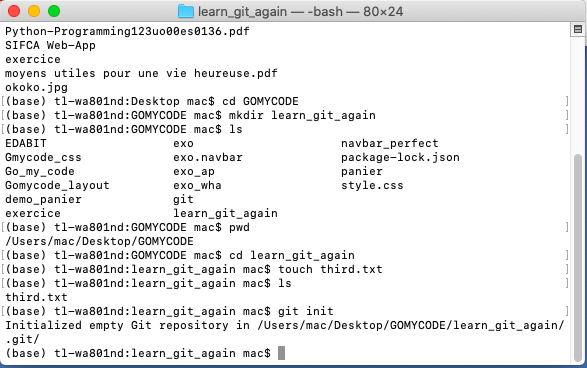 learn_git_again — -bash — 80×24
Python-Programming123uo00es0136.pdf
SIFCA Web-App
exercice
moyens utiles pour une vie heureuse.pdf
okoko.jpg
[(base) tl-wa801nd:Desktop mac$ cd GOMYCODE ]
[(base) tl-wa801nd:GOMYCODE mac$ mkdir learn_git_again ]
[(base) tl-wa801nd:GOMYCODE mac$ ls ]
EDABIT exo navbar_perfect
Gmycode_css exo.navbar package-lock.json
Go_my_code exo_ap panier
Gomycode_layout exo_wha style.css
demo_panier git
exercice learn_git_again
[(base) tl-wa801nd:GOMYCODE mac$ pwd ]
/Users/mac/Desktop/GOMYCODE
[(base) tl-wa801nd:GOMYCODE mac$ cd learn_git_again ]
[(base) tl-wa801nd:learn_git_again mac$ touch third.txt ]
[(base) tl-wa801nd:learn_git_again mac$ ls ]
third.txt
[(base) tl-wa801nd:learn_git_again mac$ git init ]
Initialized empty Git repository in /Users/mac/Desktop/GOMYCODE/learn_git_again/
.git/
(base) tl-wa801nd:learn_git_again mac$